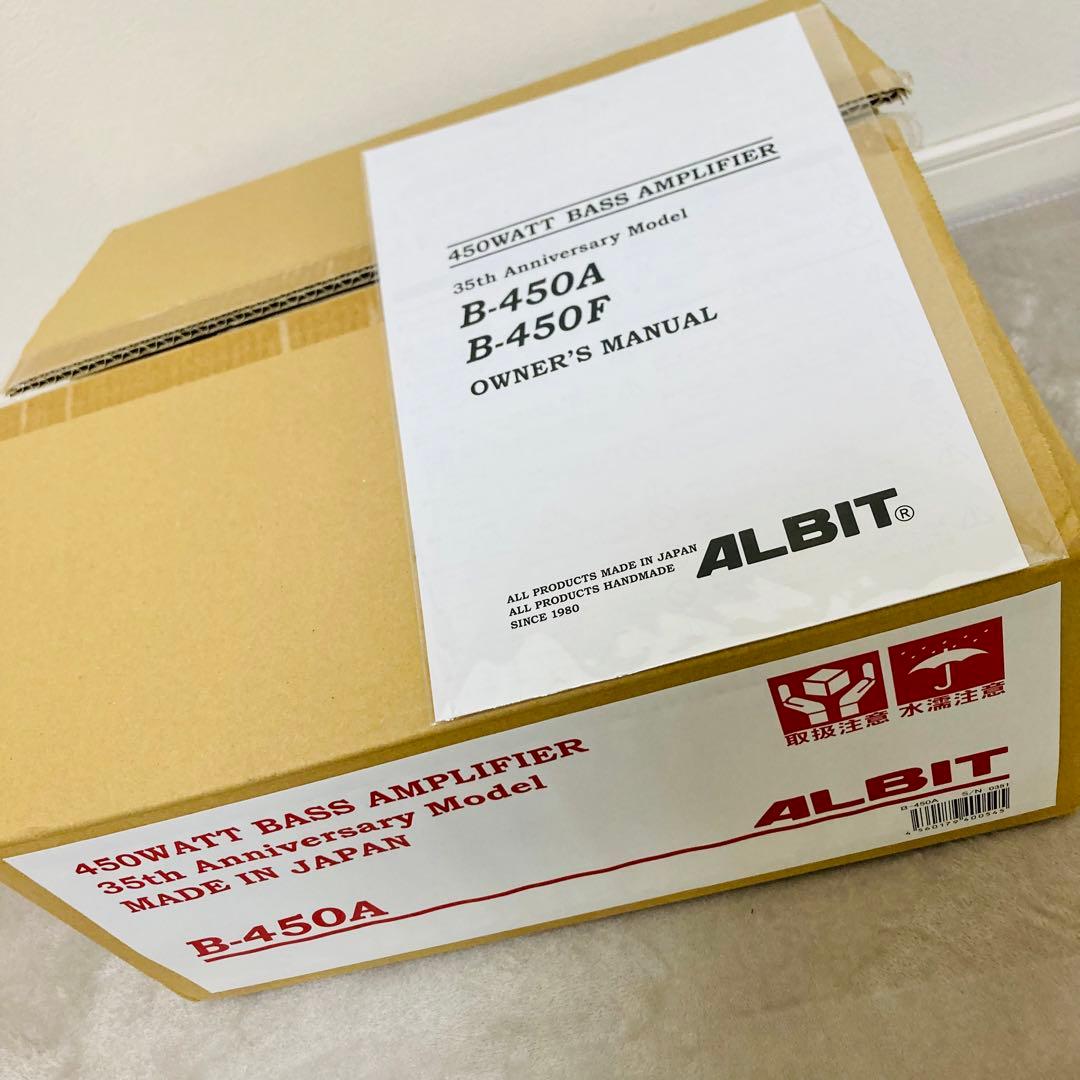 450WATT BASS AMPLIFIER
35th Anniversary Model
B-450A
B-450F
OWNER'S MANUAL
ALL PRODUCTS MADE IN JAPAN
ALL PRODUCTS HANDMADE
SINCE 1980
ALBIT®
取扱注意 水濡注意
450WATT BASS AMPLIFIER
35th Anniversary Model
MADE IN JAPAN
B-450A
ALBIT
B-450A S/N 0351
4560179400545